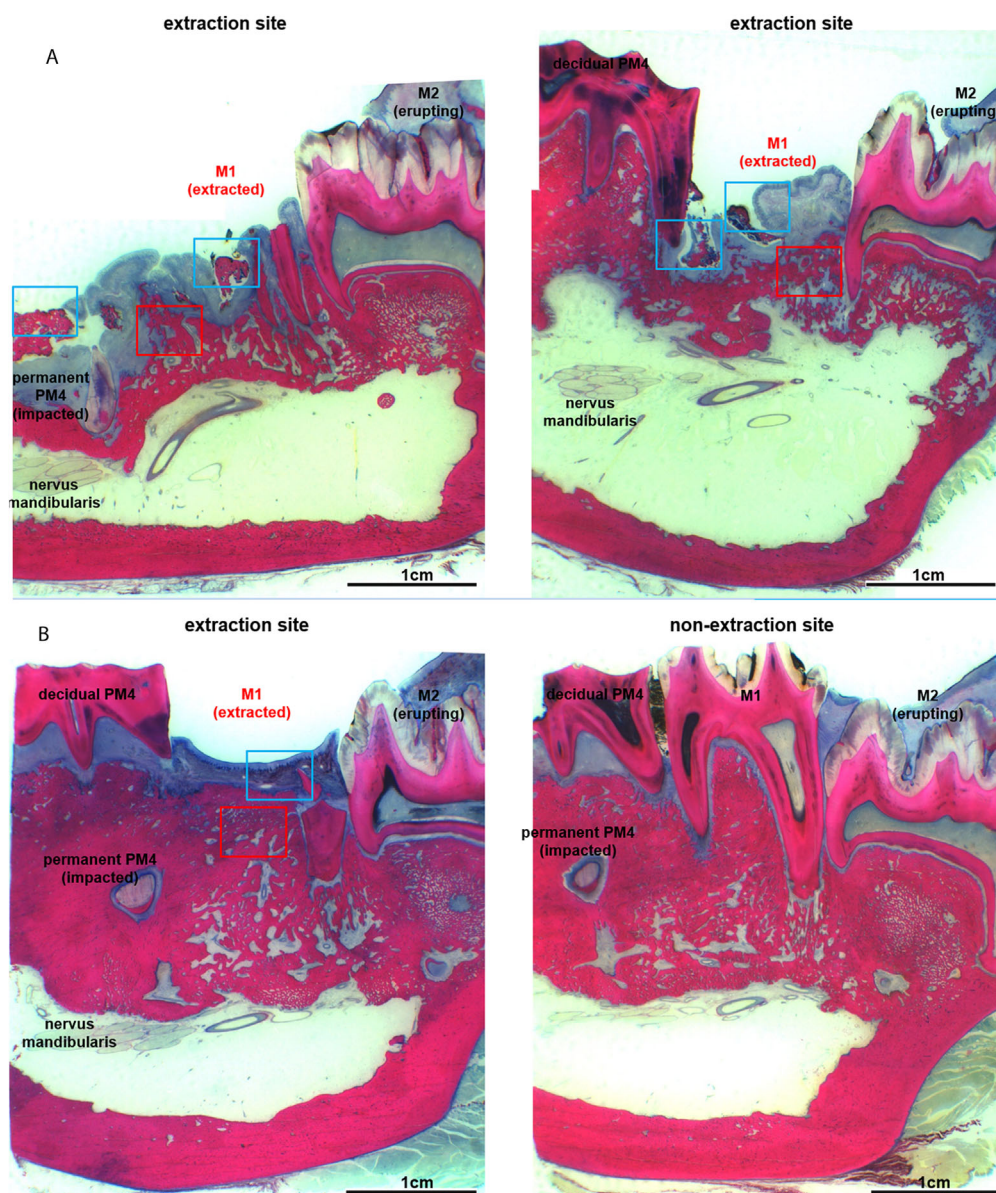 extraction site
extraction site
A
decidual PM4
M2
(erupting)
M2
(erupting)
M1
(extracted)
M1
(extracted)
permanent
PM4
(impacted)
nervus
mandibularis
nervus
mandibularis
1cm
1cm
B
extraction site
non-extraction site
decidual PM4
M1
(extracted)
M2
(erupting)
decidual PM4
M1
M2
(erupting)
permanent PM4
(impacted)
permanent PM4
(impacted)
nervus
mandibularis
1cm
1cm